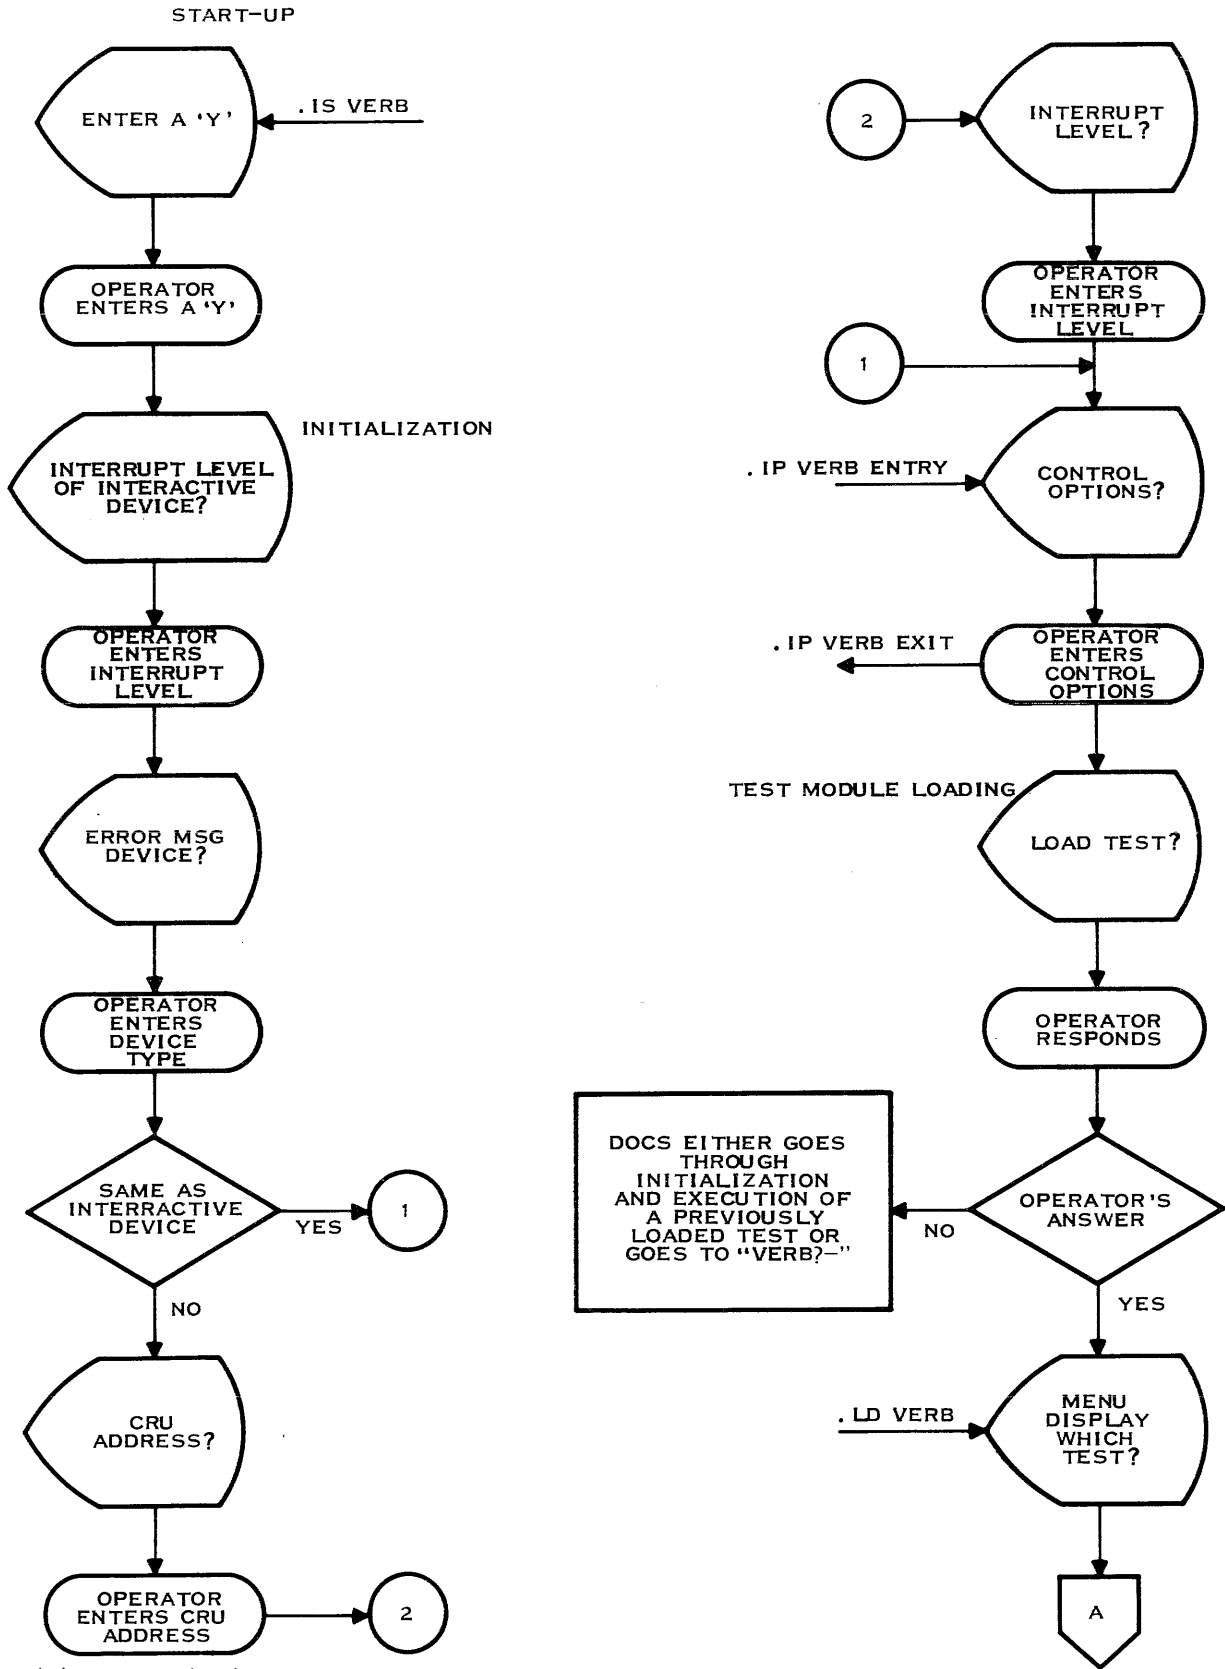 START-UP
ENTER A 'Y'
.IS VERB
OPERATOR
ENTERS A 'Y'
INITIALIZATION
INTERRUPT LEVEL
OF INTERACTIVE
DEVICE?
OPERATOR
ENTERS
INTERRUPT
LEVEL
ERROR MSG
DEVICE?
OPERATOR
ENTERS
DEVICE
TYPE
SAME AS
INTERRACTIVE
DEVICE
YES
1
NO
CRU
ADDRESS?
OPERATOR
ENTERS CRU
ADDRESS
2
2
INTERRUPT
LEVEL?
OPERATOR
ENTERS
INTERRUPT
LEVEL
1
.IP VERB ENTRY
CONTROL
OPTIONS?
.IP VERB EXIT
OPERATOR
ENTERS
CONTROL
OPTIONS
TEST MODULE LOADING
LOAD TEST?
OPERATOR
RESPONDS
OPERATOR'S
ANSWER
NO
DOCS EITHER GOES
THROUGH
INITIALIZATION
AND EXECUTION OF
A PREVIOUSLY
LOADED TEST OR
GOES TO "VERB?-"
YES
.LD VERB
MENU
DISPLAY
WHICH
TEST?
A